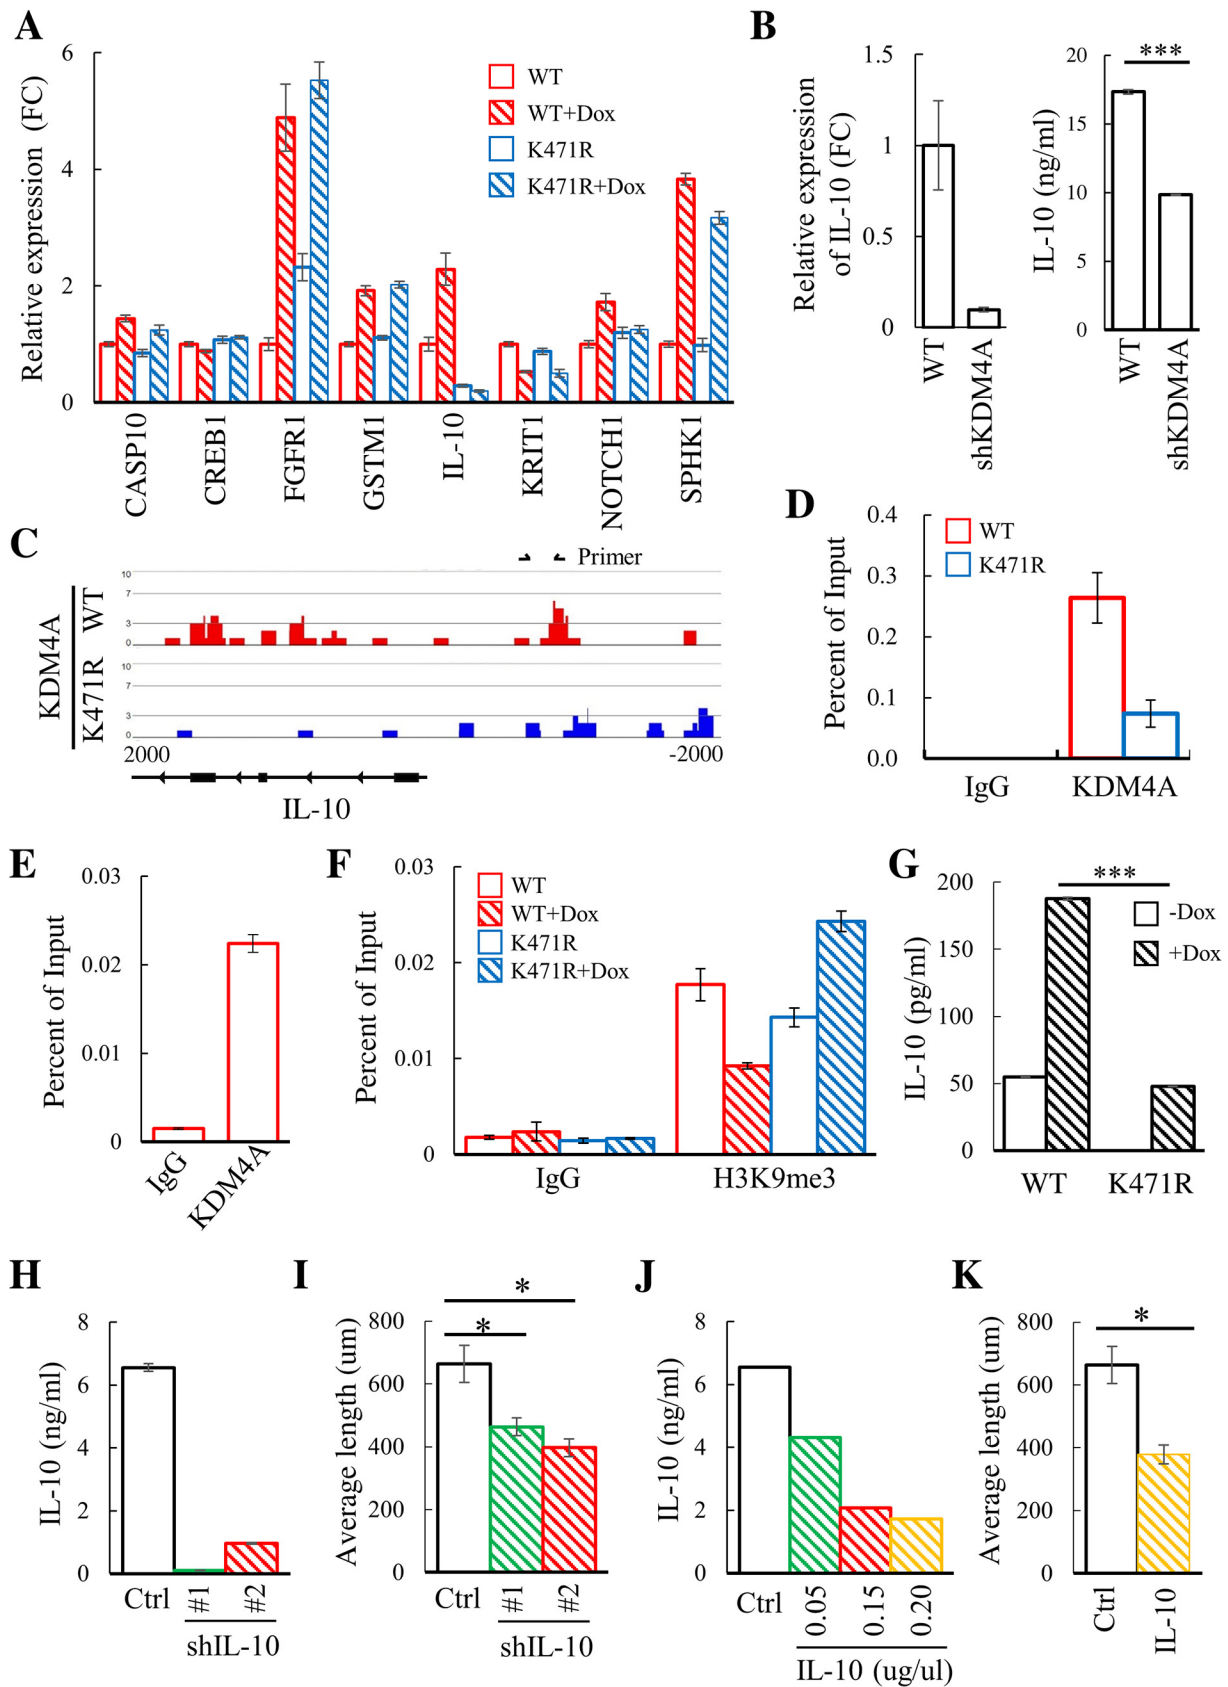 A
Relative expression (FC)
6
4
2
0
WT
WT+Dox
K471R
K471R+Dox
CASP10
CREB1
FGFR1
GSTM1
IL-10
KRIT1
NOTCH1
SPHK1
B
Relative expression
of IL-10 (FC)
1.5
1
0.5
0
WT
shKDM4A
IL-10 (ng/ml)
20
15
10
5
0
***
WT
shKDM4A
C
Primer
KDM4A
WT
10
7
3
0
K471R
10
7
3
0
2000
-2000
IL-10
D
Percent of Input
0.4
0.3
0.2
0.1
0.0
WT
K471R
IgG
KDM4A
E
Percent of Input
0.03
0.02
0.01
0
IgG
KDM4A
F
Percent of Input
0.03
0.02
0.01
0
WT
WT+Dox
K471R
K471R+Dox
IgG
H3K9me3
G
IL-10 (pg/ml)
200
150
100
50
0
***
-Dox
+Dox
WT
K471R
H
IL-10 (ng/ml)
8
6
4
2
0
Ctrl
#1
#2
shIL-10
I
Average length (um)
800
600
400
200
0
*
*
Ctrl
#1
#2
shIL-10
J
IL-10 (ng/ml)
8
6
4
2
0
Ctrl
0.05
0.15
0.20
IL-10 (ug/ul)
K
Average length (um)
800
600
400
200
0
*
Ctrl
IL-10